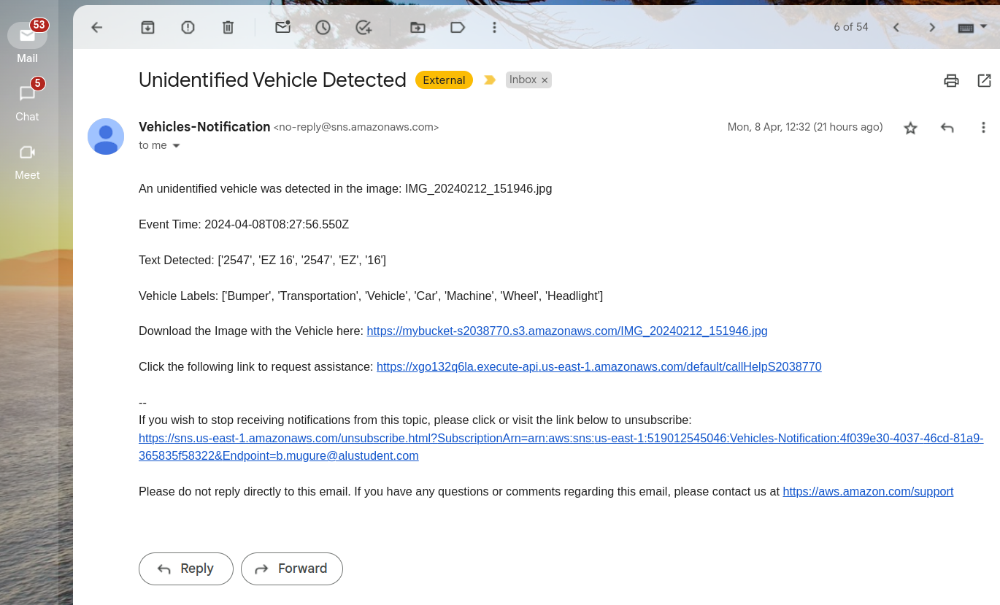 53
Mail
5
Chat
Meet
6 of 54
Unidentified Vehicle Detected External Inbox ×
Vehicles-Notification <no-reply@sns.amazonaws.com> Mon, 8 Apr, 12:32 (21 hours ago)
to me
An unidentified vehicle was detected in the image: IMG_20240212_151946.jpg
Event Time: 2024-04-08T08:27:56.550Z
Text Detected: ['2547', 'EZ 16', '2547', 'EZ', '16']
Vehicle Labels: ['Bumper', 'Transportation', 'Vehicle', 'Car', 'Machine', 'Wheel', 'Headlight']
Download the Image with the Vehicle here: https://mybucket-s2038770.s3.amazonaws.com/IMG_20240212_151946.jpg
Click the following link to request assistance: https://xgo132q6la.execute-api.us-east-1.amazonaws.com/default/callHelpS2038770
--
If you wish to stop receiving notifications from this topic, please click or visit the link below to unsubscribe:
https://sns.us-east-1.amazonaws.com/unsubscribe.html?SubscriptionArn=arn:aws:sns:us-east-1:519012545046:Vehicles-Notification:4f039e30-4037-46cd-81a9-
365835f58322&Endpoint=b.mugure@alustudent.com
Please do not reply directly to this email. If you have any questions or comments regarding this email, please contact us at https://aws.amazon.com/support
Reply Forward